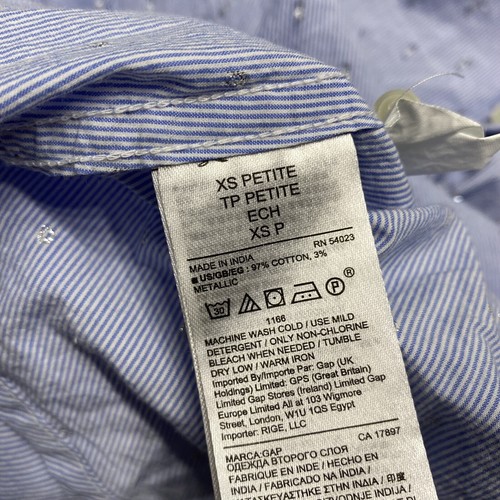 XS PETITE
TP PETITE
ECH
XS P
RN 54023
MADE IN INDIA
■ US/GB/EG : 97% COTTON, 3%
METALLIC
30
P
1166
MACHINE WASH COLD / USE MILD
DETERGENT / ONLY NON-CHLORINE
BLEACH WHEN NEEDED / TUMBLE
DRY LOW / WARM IRON
Imported By/Importe Par: Gap (UK
Holdings) Limited: GPS (Great Britain)
Limited Gap Stores (Ireland) Limited Gap
Europe Limited All at 103 Wigmore
Street, London, W1U 1QS Egypt
Importer: RIGE, LLC
MARCA:GAP
CA 17897
ОДЕЖДА ВТОРОГО СЛОЯ
FABRIQUÉ EN INDE / HECHO EN
INDIA / FABRICADO NA ÍNDIA /
ΚΑΤΑΣΚΕΥΑΣΤΗΚΕ ΣΤΗΝ ΙΝΔΙΑ / 印度